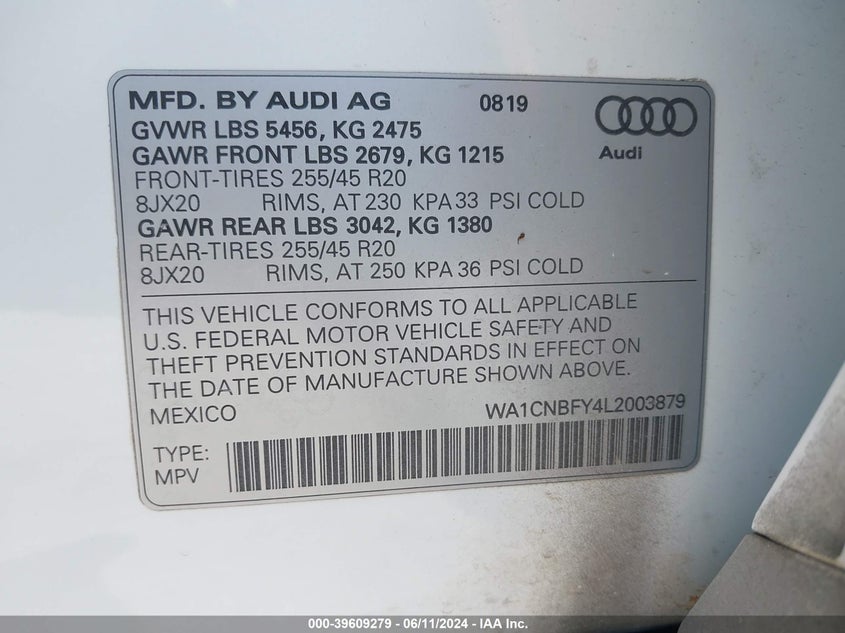 MFD. BY AUDI AG 0819
GVWR LBS 5456, KG 2475
GAWR FRONT LBS 2679, KG 1215
Audi
FRONT-TIRES 255/45 R20
8JX20 RIMS, AT 230 KPA 33 PSI COLD
GAWR REAR LBS 3042, KG 1380
REAR-TIRES 255/45 R20
8JX20 RIMS, AT 250 KPA 36 PSI COLD
THIS VEHICLE CONFORMS TO ALL APPLICABLE
U.S. FEDERAL MOTOR VEHICLE SAFETY AND
THEFT PREVENTION STANDARDS IN EFFECT ON
THE DATE OF MANUFACTURE SHOWN ABOVE.
MEXICO WA1CNBFY4L2003879
TYPE:
MPV
000-39609279 - 06/11/2024 - WWW.IAAI.COM